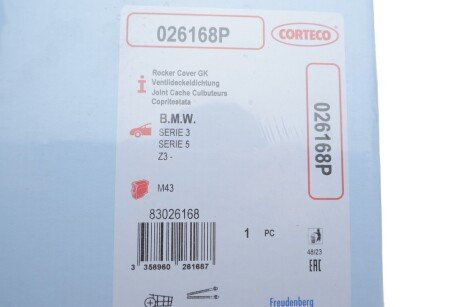 026168P
CORTECO
Rocker Cover GK
Ventildeckeldichtung
Joint Cache Culbuteurs
Copritestata
026168P
B.M.W.
SERIE 3
SERIE 5
Z3 -
M43
83026168
1 PC
48/23
3 358960 261687
EAC
Freudenberg